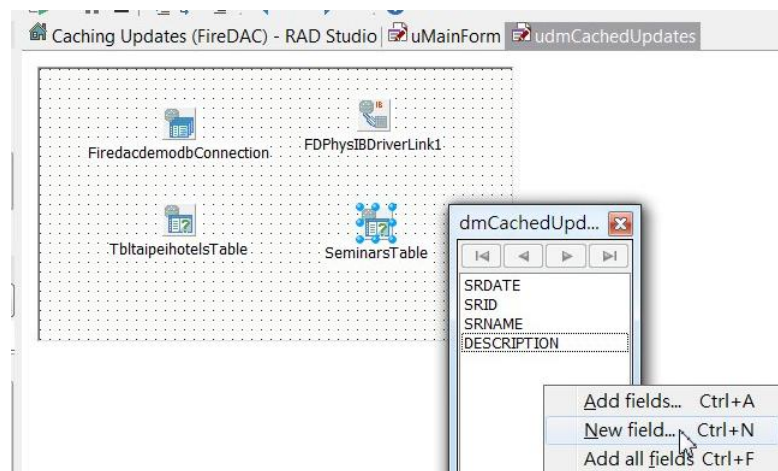 Caching Updates (FireDAC) - RAD Studio uMainForm udmCachedUpdates
IB
FiredacdemodbConnection
FDPhysIBDriverLink1
TbltaipeihotelsTable
SeminarsTable
dmCachedUpd...
SRDATE
SRID
SRNAME
DESCRIPTION
Add fields... Ctrl+A
New field... Ctrl+N
Add all fields Ctrl+F